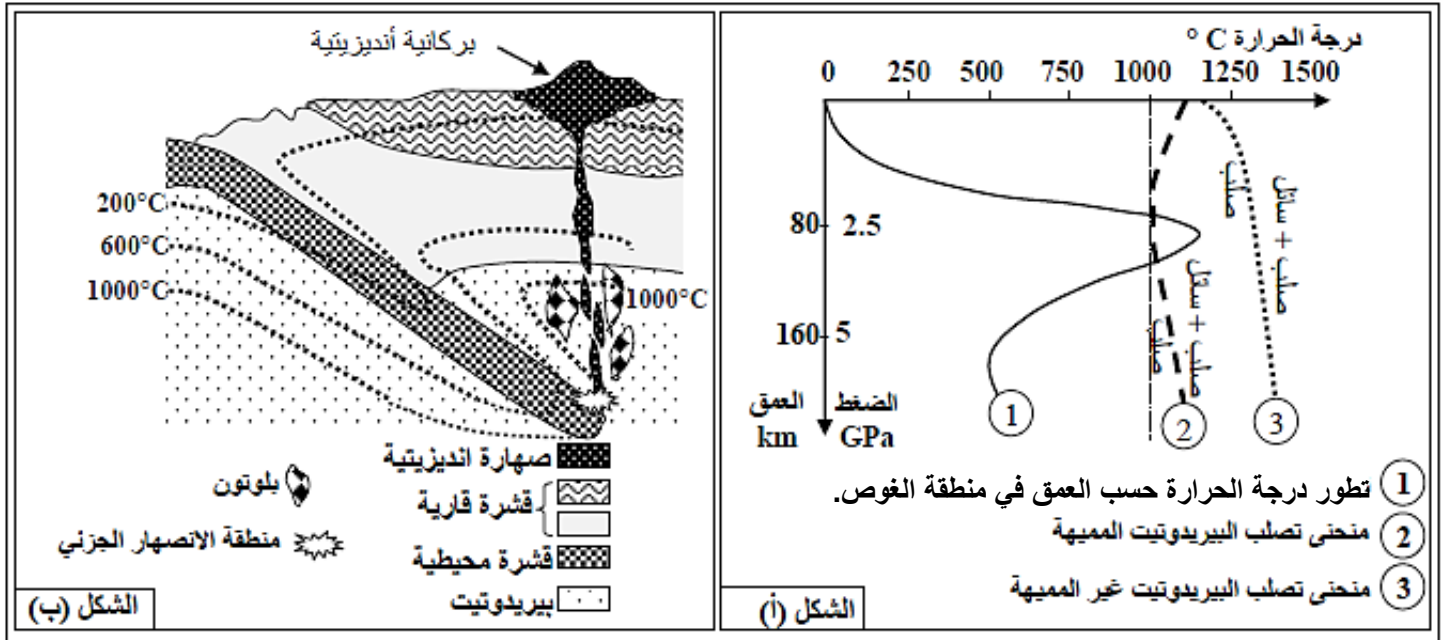 درجة الحرارة C °
0 250 500 750 1000 1250 1500
80 2.5
160 5
العمق
km
الضغط
GPa
صلب
صلب + سائل
صلب
صلب + سائل
1
2
3
1 تطور درجة الحرارة حسب العمق في منطقة الغوص.
2 منحنى تصلب البيريدوتيت المميهة
3 منحنى تصلب البيريدوتيت غير المميهة
الشكل (أ)
بركانية أنديزيتية
200°C
600°C
1000°C
1000°C
صهارة انديزيتية
قشرة قارية
قشرة محيطية
بيريدوتيت
بلوتون
منطقة الانصهار الجزئي
الشكل (ب)